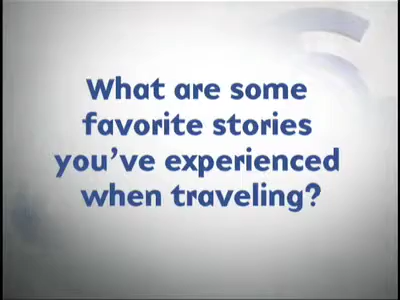 What are some
favorite stories
you've experienced
when traveling?